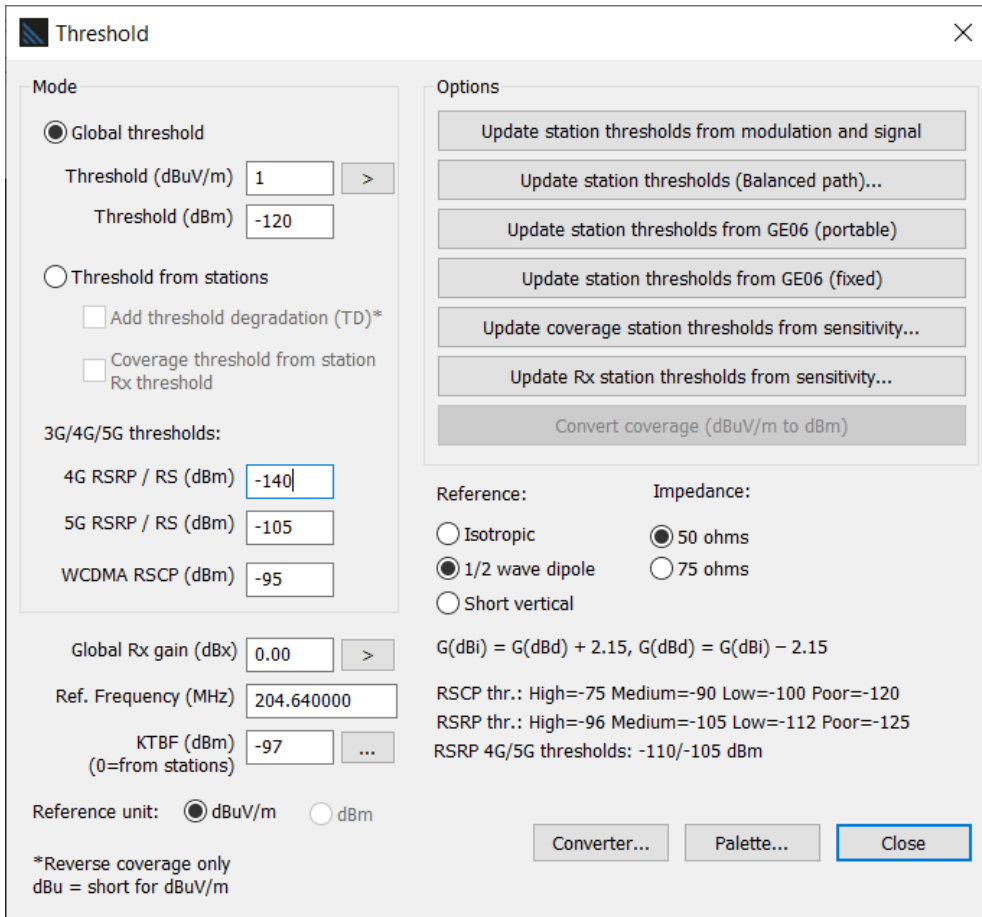 Threshold
Mode
Global threshold
Threshold (dBuV/m) 1 >
Threshold (dBm) -120
Threshold from stations
Add threshold degradation (TD)*
Coverage threshold from station
Rx threshold
3G/4G/5G thresholds:
4G RSRP / RS (dBm) -140
5G RSRP / RS (dBm) -105
WCDMA RSCP (dBm) -95
Global Rx gain (dBx) 0.00 >
Ref. Frequency (MHz) 204.640000
KTBF (dBm) -97 ...
(0=from stations)
Reference unit: dBuV/m dBm
*Reverse coverage only
dBu = short for dBuV/m
Options
Update station thresholds from modulation and signal
Update station thresholds (Balanced path)...
Update station thresholds from GE06 (portable)
Update station thresholds from GE06 (fixed)
Update coverage station thresholds from sensitivity...
Update Rx station thresholds from sensitivity...
Convert coverage (dBuV/m to dBm)
Reference: Impedance:
Isotropic 50 ohms
1/2 wave dipole 75 ohms
Short vertical
G(dBi) = G(dBd) + 2.15, G(dBd) = G(dBi) − 2.15
RSCP thr.: High=-75 Medium=-90 Low=-100 Poor=-120
RSRP thr.: High=-96 Medium=-105 Low=-112 Poor=-125
RSRP 4G/5G thresholds: -110/-105 dBm
Converter... Palette... Close